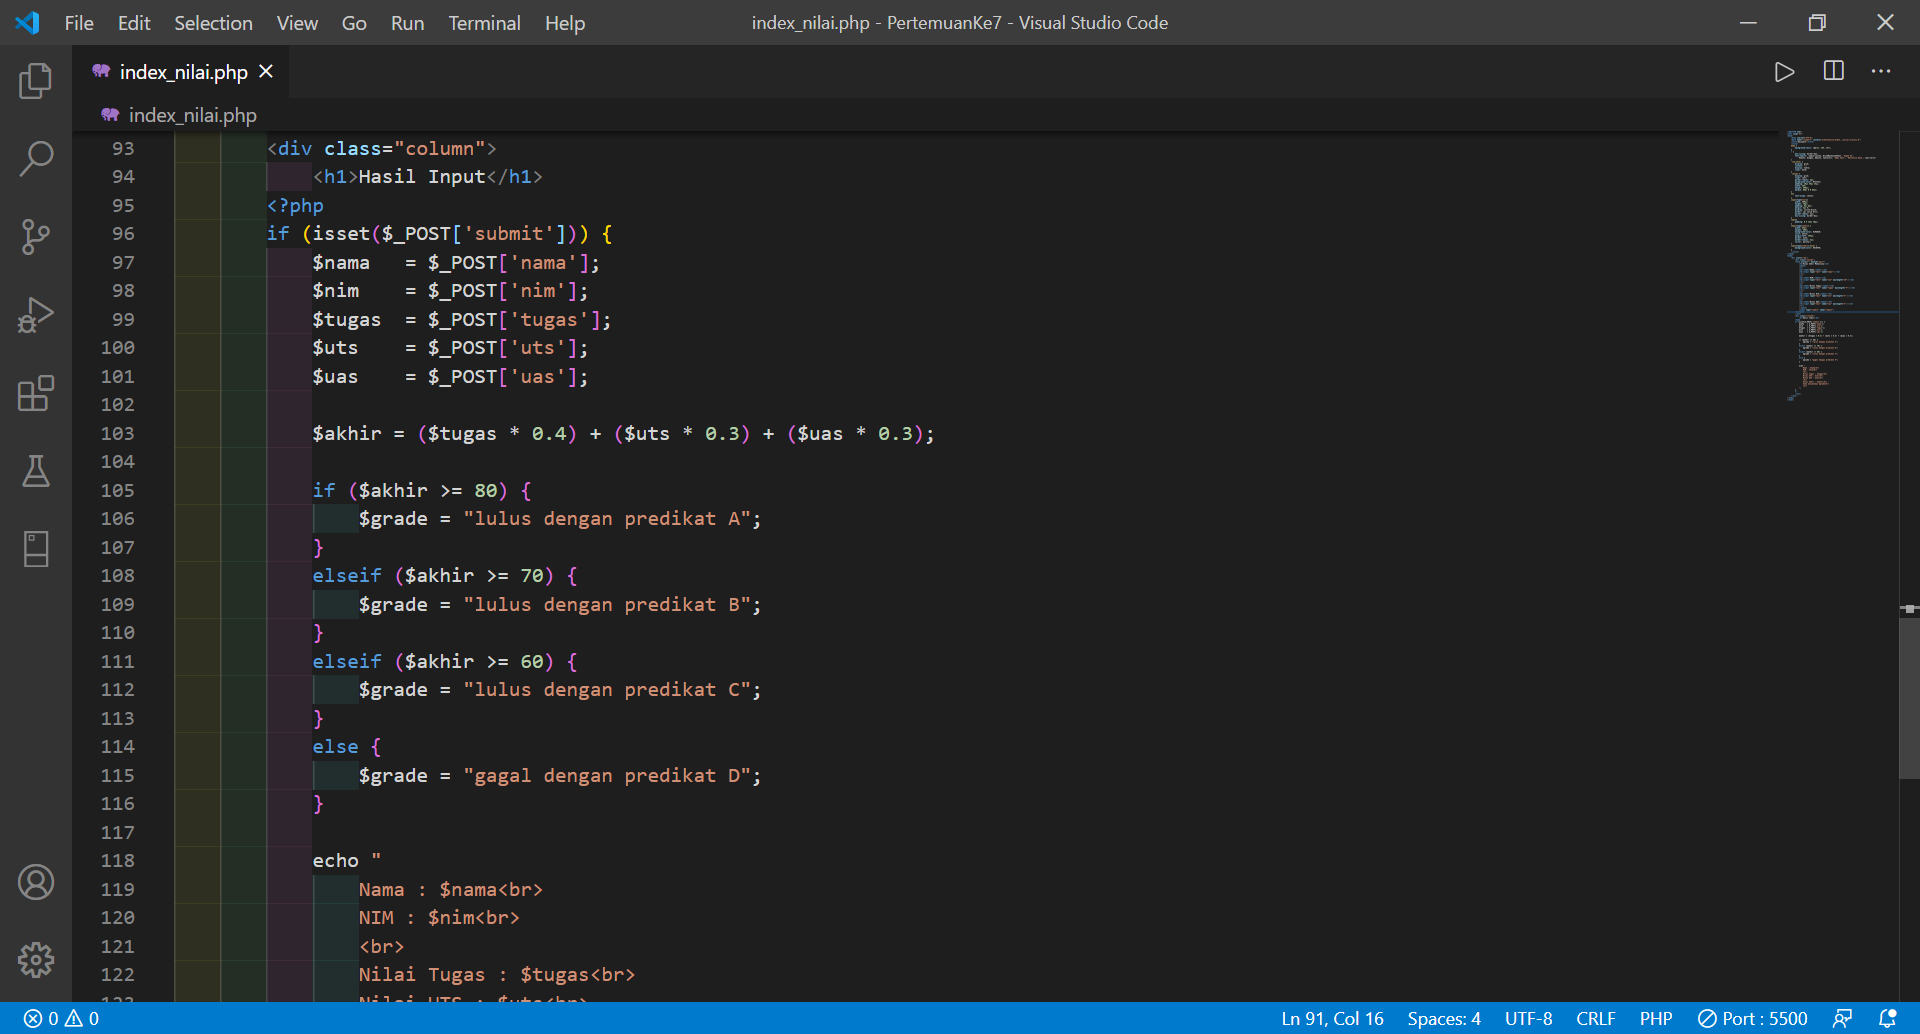 File Edit Selection View Go Run Terminal Help index_nilai.php - PertemuanKe7 - Visual Studio Code
index_nilai.php
index_nilai.php
93 <div class="column">
94 <h1>Hasil Input</h1>
95 <?php
96 if (isset($_POST['submit'])) {
97 $nama = $_POST['nama'];
98 $nim = $_POST['nim'];
99 $tugas = $_POST['tugas'];
100 $uts = $_POST['uts'];
101 $uas = $_POST['uas'];
102
103 $akhir = ($tugas * 0.4) + ($uts * 0.3) + ($uas * 0.3);
104
105 if ($akhir >= 80) {
106 $grade = "lulus dengan predikat A";
107 }
108 elseif ($akhir >= 70) {
109 $grade = "lulus dengan predikat B";
110 }
111 elseif ($akhir >= 60) {
112 $grade = "lulus dengan predikat C";
113 }
114 else {
115 $grade = "gagal dengan predikat D";
116 }
117
118 echo "
119 Nama : $nama<br>
120 NIM : $nim<br>
121 <br>
122 Nilai Tugas : $tugas<br>
123 Nilai UTS : $uts<br>
0 0 Ln 91, Col 16 Spaces: 4 UTF-8 CRLF PHP Port : 5500